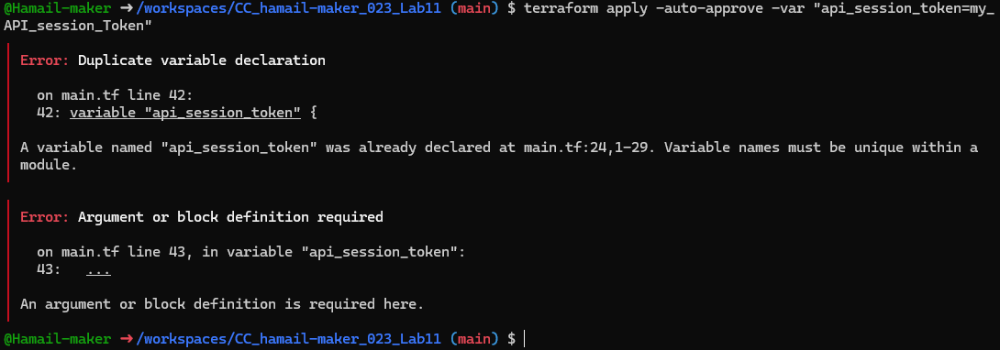 @Hamail-maker ➜/workspaces/CC_hamail-maker_023_Lab11 (main) $ terraform apply -auto-approve -var "api_session_token=my_
API_session_Token"
Error: Duplicate variable declaration
on main.tf line 42:
42: variable "api_session_token" {
A variable named "api_session_token" was already declared at main.tf:24,1-29. Variable names must be unique within a
module.
Error: Argument or block definition required
on main.tf line 43, in variable "api_session_token":
43:   ...
An argument or block definition is required here.
@Hamail-maker ➜/workspaces/CC_hamail-maker_023_Lab11 (main) $